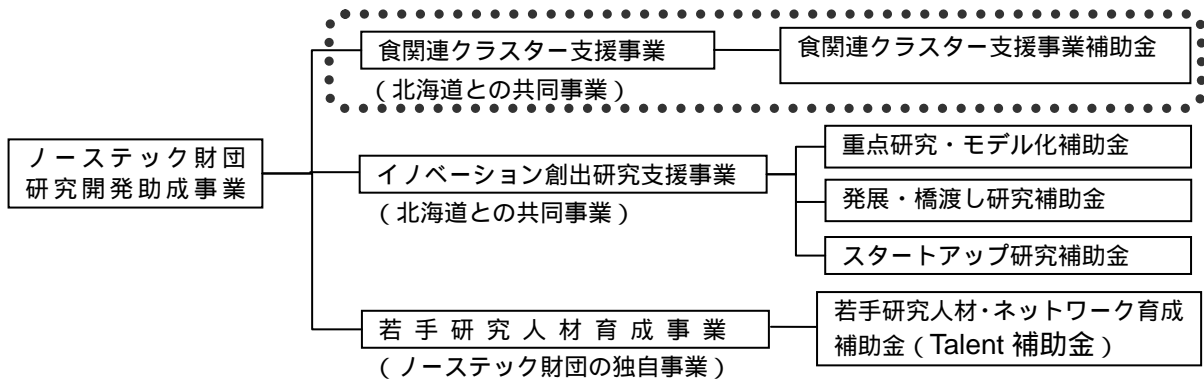 食関連クラスター支援事業
食関連クラスター支援事業補助金
（北海道との共同事業）
ノーステック財団
研究開発助成事業
イノベーション創出研究支援事業
（北海道との共同事業）
重点研究・モデル化補助金
発展・橋渡し研究補助金
スタートアップ研究補助金
若手研究人材育成事業
（ノーステック財団の独自事業）
若手研究人材・ネットワーク育成
補助金（Talent 補助金）